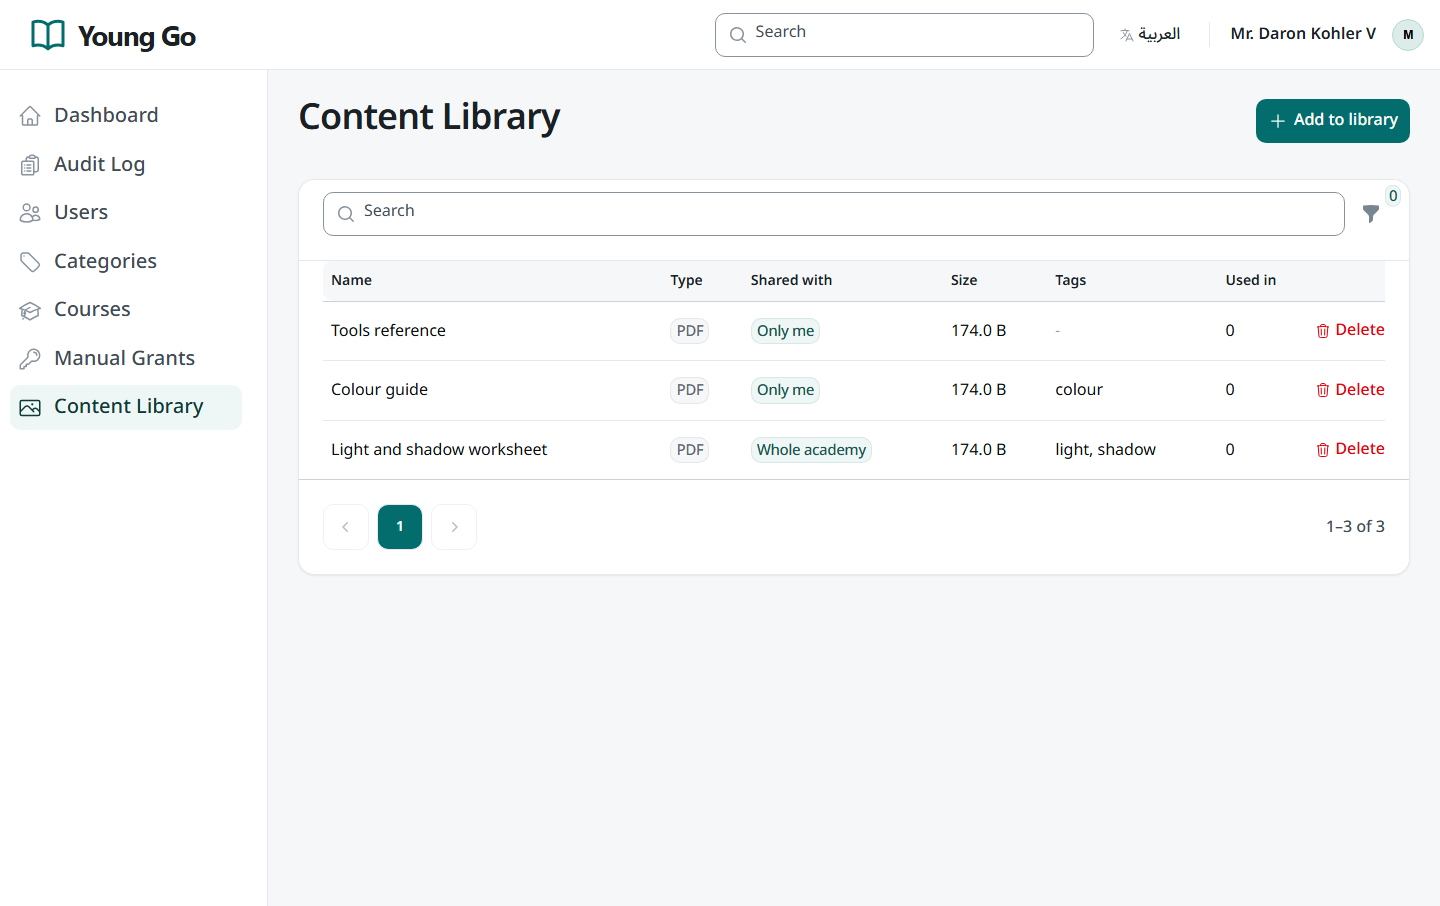 Young Go
Search
العربية
Mr. Daron Kohler V
M
Dashboard
Audit Log
Users
Categories
Courses
Manual Grants
Content Library
Content Library
Add to library
Search
0
Name Type Shared with Size Tags Used in
Tools reference PDF Only me 174.0 B - 0 Delete
Colour guide PDF Only me 174.0 B colour 0 Delete
Light and shadow worksheet PDF Whole academy 174.0 B light, shadow 0 Delete
1
1–3 of 3